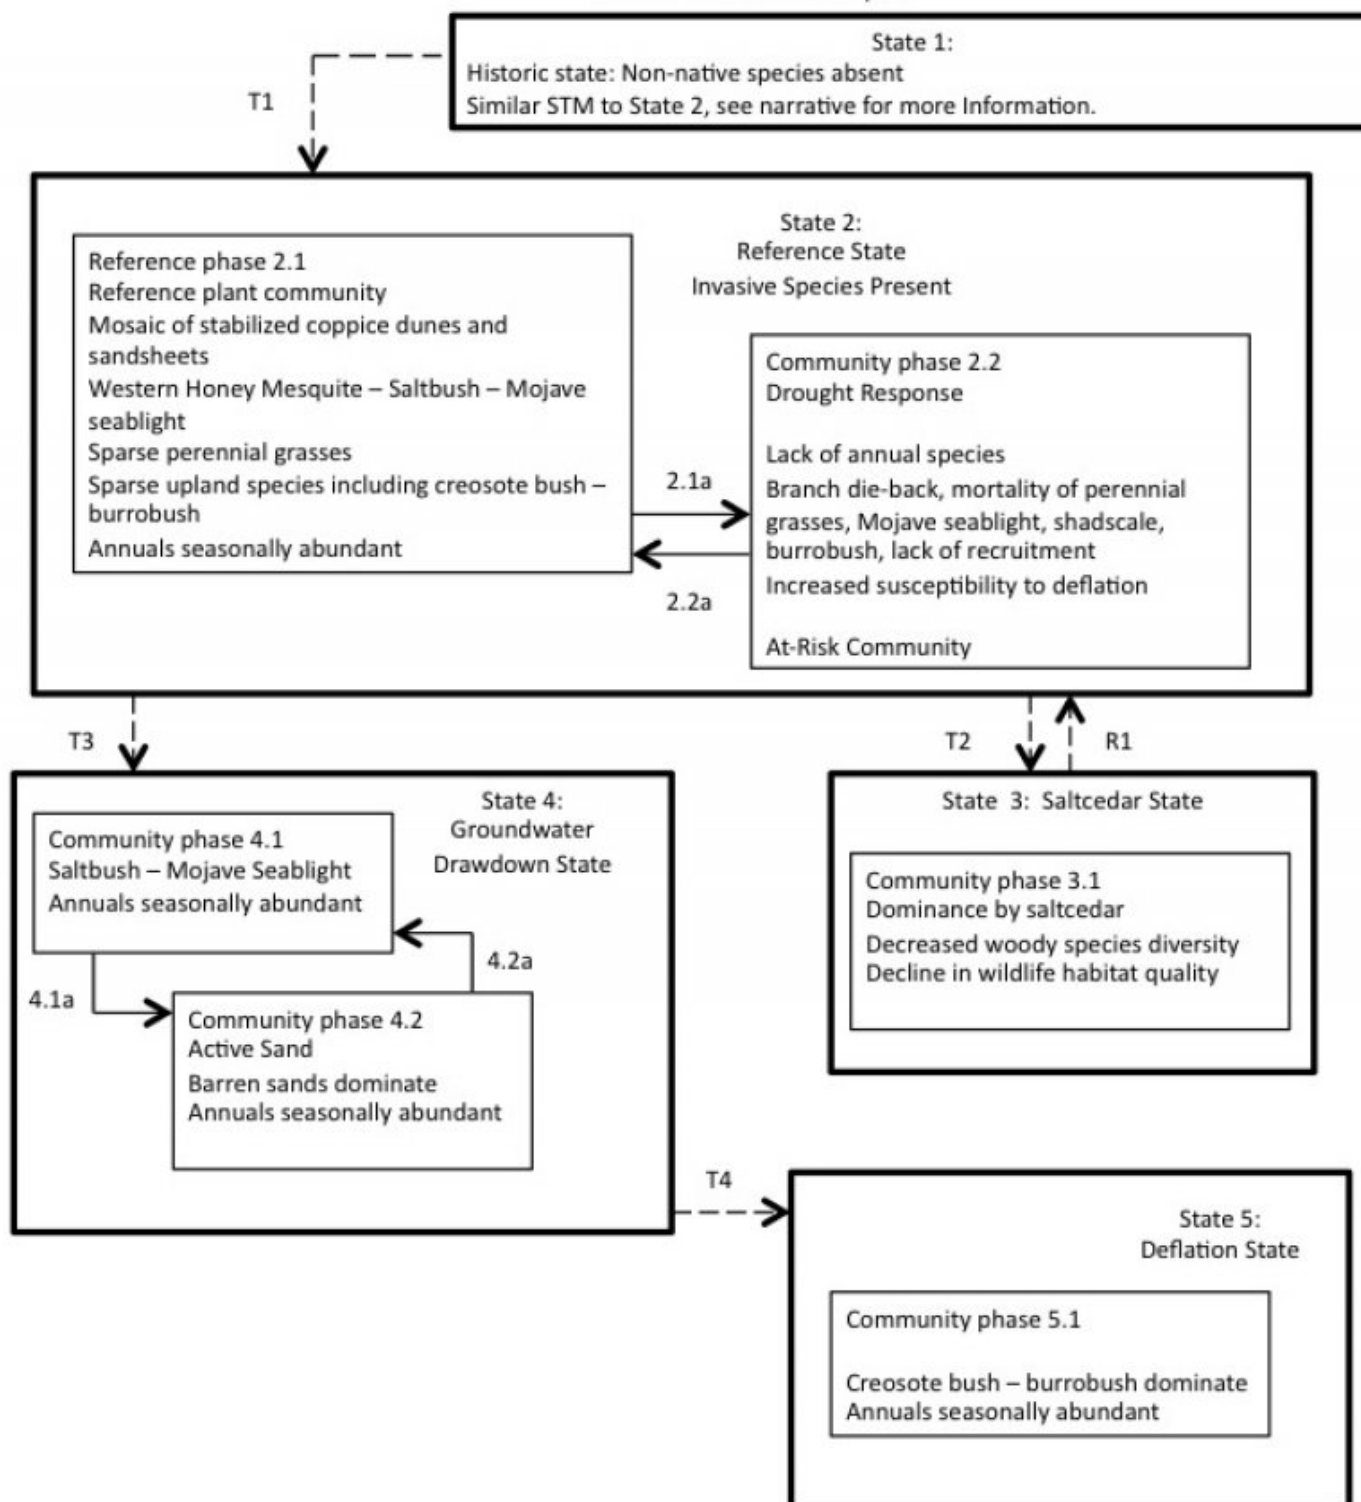 State 1:
Historic state: Non-native species absent
Similar STM to State 2, see narrative for more Information.
T1
State 2:
Reference State
Invasive Species Present
Reference phase 2.1
Reference plant community
Mosaic of stabilized coppice dunes and
sandsheets
Western Honey Mesquite – Saltbush – Mojave
seablight
Sparse perennial grasses
Sparse upland species including creosote bush –
burrobush
Annuals seasonally abundant
2.1a
2.2a
Community phase 2.2
Drought Response
Lack of annual species
Branch die-back, mortality of perennial
grasses, Mojave seablight, shadscale,
burrobush, lack of recruitment
Increased susceptibility to deflation
At-Risk Community
T3
T2
R1
State 4:
Groundwater
Drawdown State
Community phase 4.1
Saltbush – Mojave Seablight
Annuals seasonally abundant
4.2a
4.1a
Community phase 4.2
Active Sand
Barren sands dominate
Annuals seasonally abundant
State 3: Saltcedar State
Community phase 3.1
Dominance by saltcedar
Decreased woody species diversity
Decline in wildlife habitat quality
T4
State 5:
Deflation State
Community phase 5.1
Creosote bush – burrobush dominate
Annuals seasonally abundant